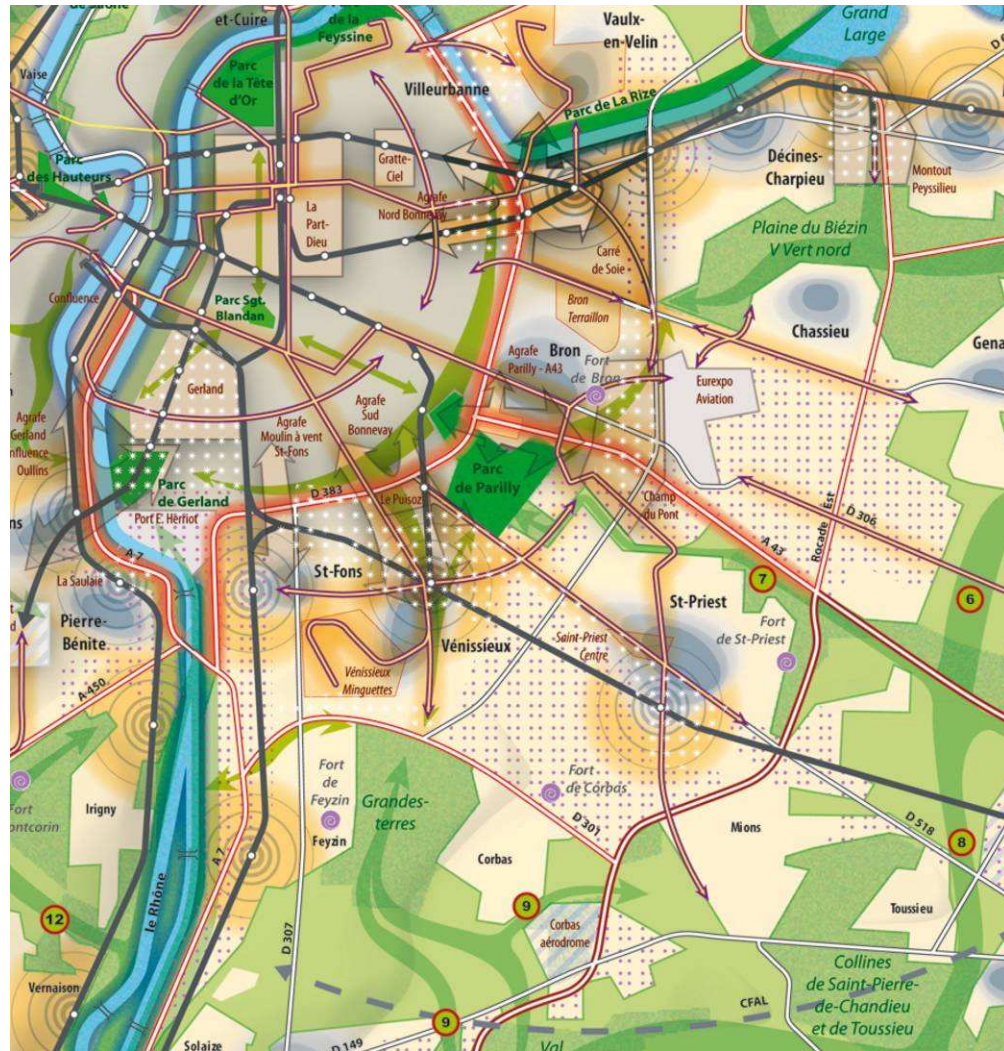 et-Cuire
Parc
de la
Feyssine
Vaulx-
en-Velin
Grand
Large
Vaise
Parc
de la Tête
d'Or
Villeurbanne
Parc de La Rize
Parc
des Hauteurs
Gratte-
Ciel
Décines-
Charpieu
Montout
Peyssilieu
La
Part-
Dieu
Agrafe
Nord Bonnevay
Plaine du Biézin
V Vert nord
Carré
de Soie
Confluence
Parc Sgt.
Blandan
Bron
Terraillon
Chassieu
Gena
Bron
Agrafe
Parilly - A43
Fort
de Bron
Eurexpo
Aviation
Gerland
Agrafe
Gerland
onfluence
Oullins
Agrafe
Moulin à vent
St-Fons
Agrafe
Sud
Bonnevay
Parc
de Parilly
Parc
de Gerland
Port E. Herriot
D 383
Le Puisoz
Champ
du Pont
D 306
Rocade Est
A 43
A 7
La Saulaie
St-Fons
7
6
Pierre-
Bénite
St-Priest
Fort
de St-Priest
Vénissieux
Saint-Priest
Centre
A 450
Vénissieux
Minguettes
Fort
de
Feyzin
Feyzin
Fort
de Corbas
Fort
ontcorin
Irigny
Grandes-
terres
D 301
Mions
D 518
Corbas
8
A 7
le Rhône
12
9
Corbas
aérodrome
Toussieu
D 307
Vernaison
Collines
de Saint-Pierre-
de-Chandieu
et de Toussieu
CFAL
9
D 149
Solaize
Val